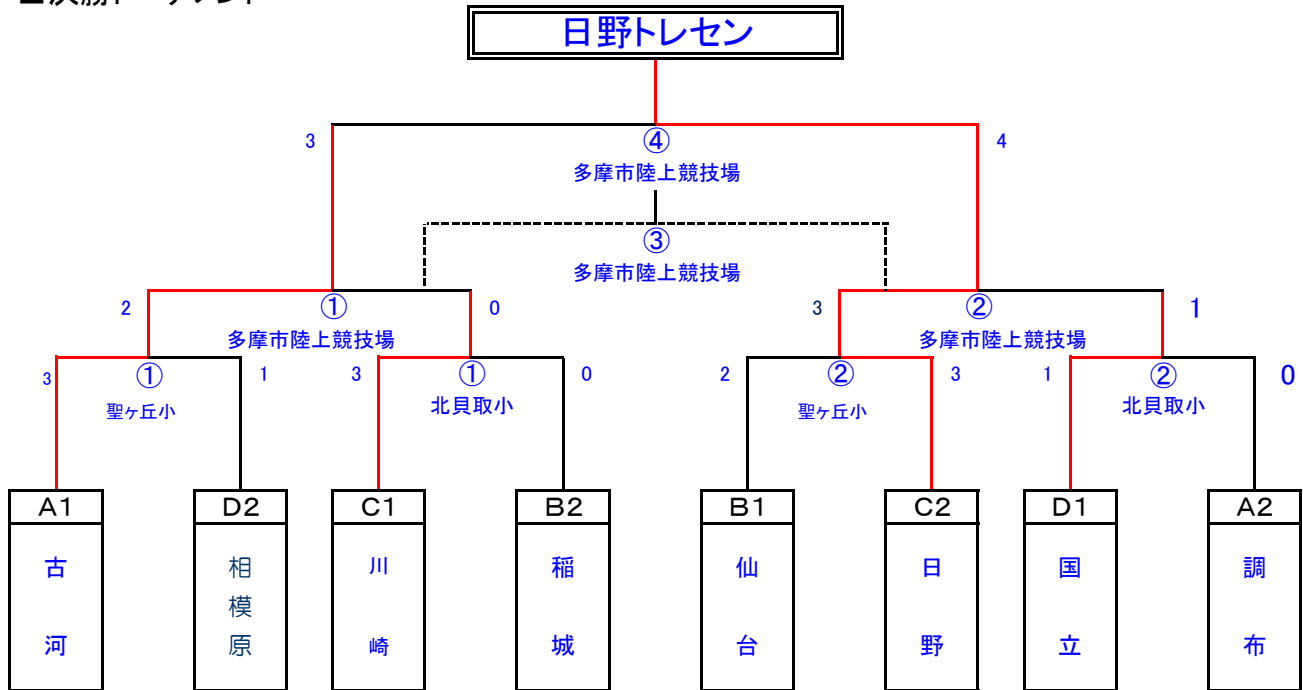 日野トレセン
3 ④ 4
多摩市陸上競技場
③
多摩市陸上競技場
2 ① 0 3 ② 1
多摩市陸上競技場 多摩市陸上競技場
3 ① 1 3 ① 0 2 ② 3 1 ② 0
聖ヶ丘小 北貝取小 聖ヶ丘小 北貝取小
A1 D2 C1 B2 B1 C2 D1 A2
古河 相模原 川崎 稲城 仙台 日野 国立 調布